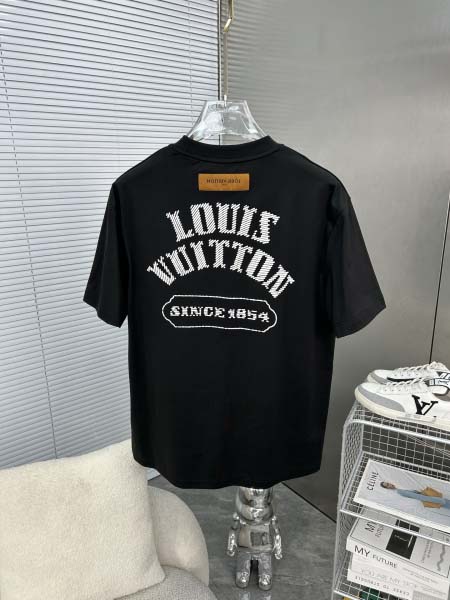 LOUIS
VUITTON
SINCE 1854
CELINE
MY FUTURE